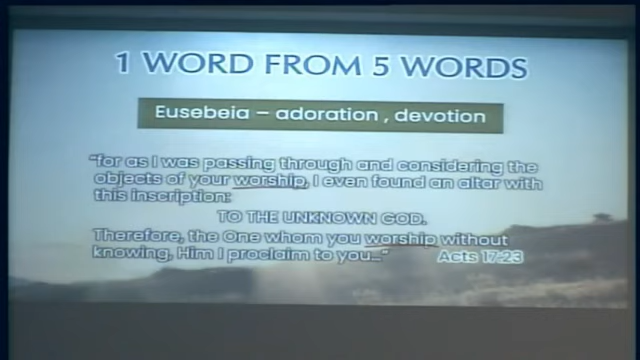 1 WORD FROM 5 WORDS
Eusebeia – adoration , devotion
"for as I was passing through and considering the
objects of your worship, I even found an altar with
this inscription:
TO THE UNKNOWN GOD.
Therefore, the One whom you worship without
knowing, Him I proclaim to you..." Acts 17:23